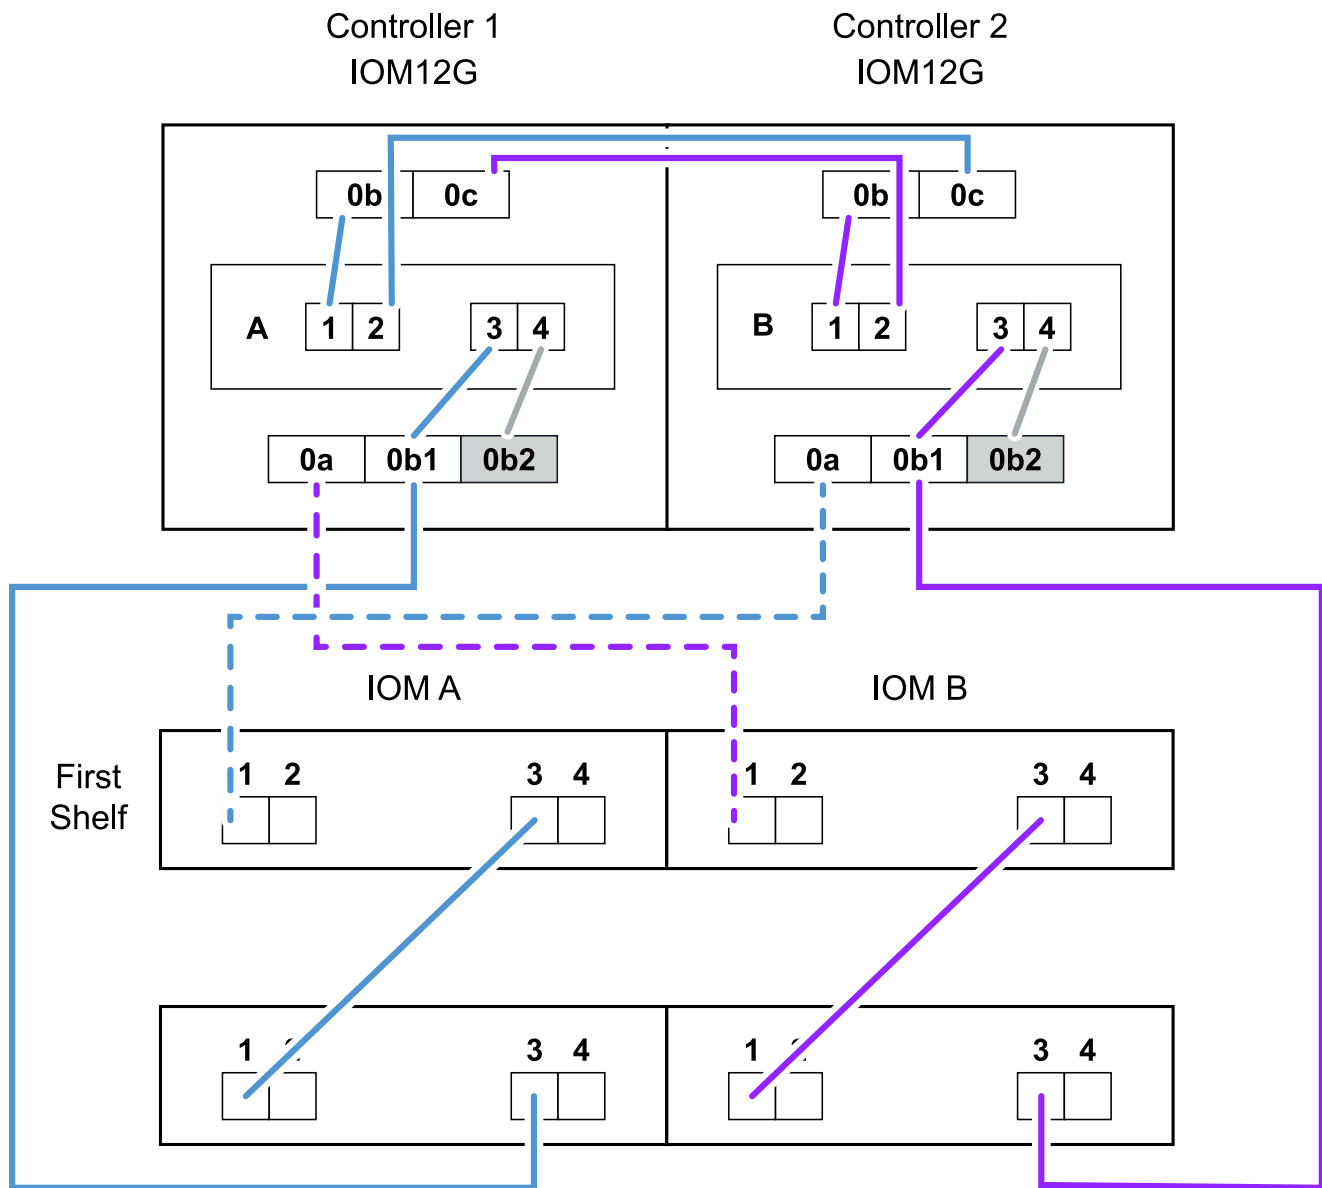 Controller 1 Controller 2
IOM12G IOM12G
0b 0c 0b 0c
A 1 2 3 4 B 1 2 3 4
0a 0b1 0b2 0a 0b1 0b2
IOM A IOM B
First
Shelf
1 2 3 4 1 2 3 4
1 3 4 1 3 4